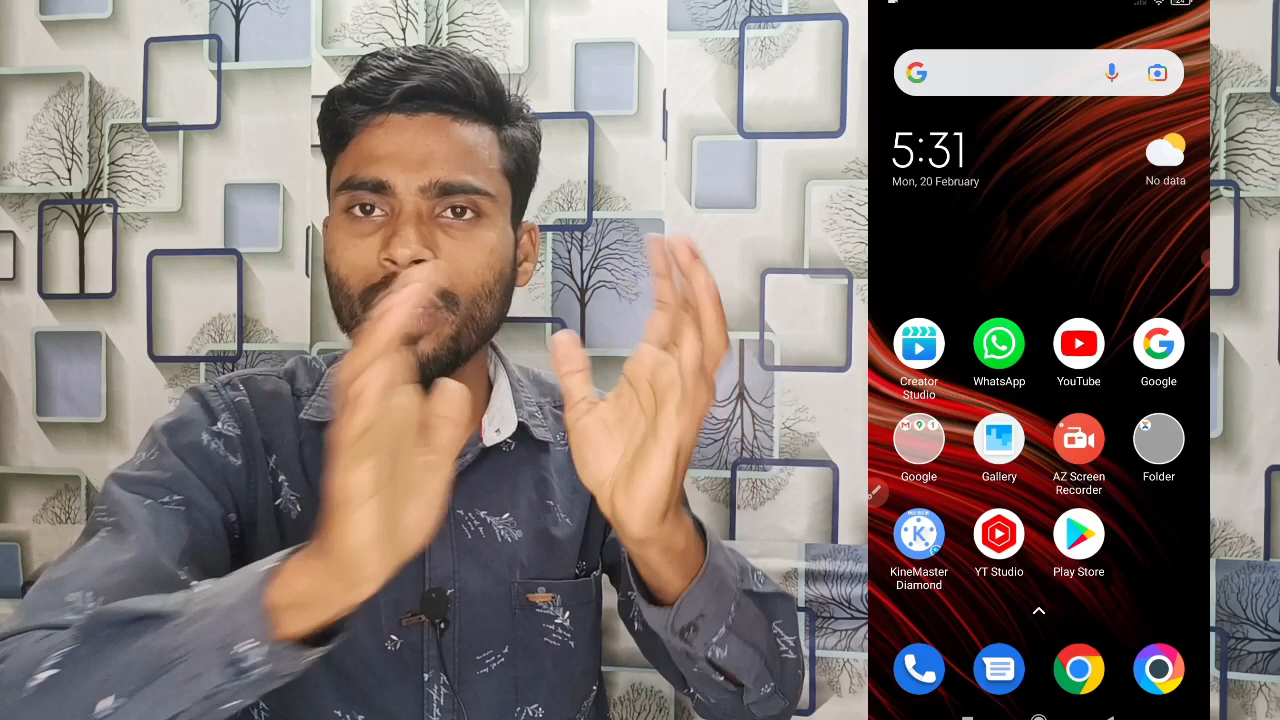 5:31
Mon, 20 February
No data
Creator
Studio
WhatsApp
YouTube
Google
Google
Gallery
AZ Screen
Recorder
Folder
KineMaster
Diamond
YT Studio
Play Store